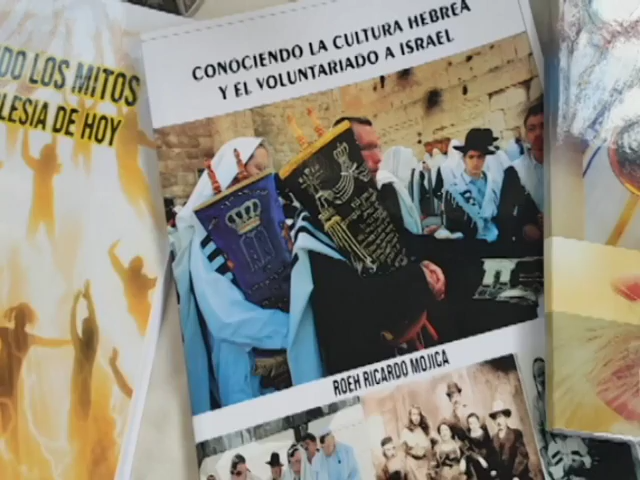 DO LOS MITOS
LESIA DE HOY
CONOCIENDO LA CULTURA HEBREA
Y EL VOLUNTARIADO A ISRAEL
ROEH RICARDO MOJICA